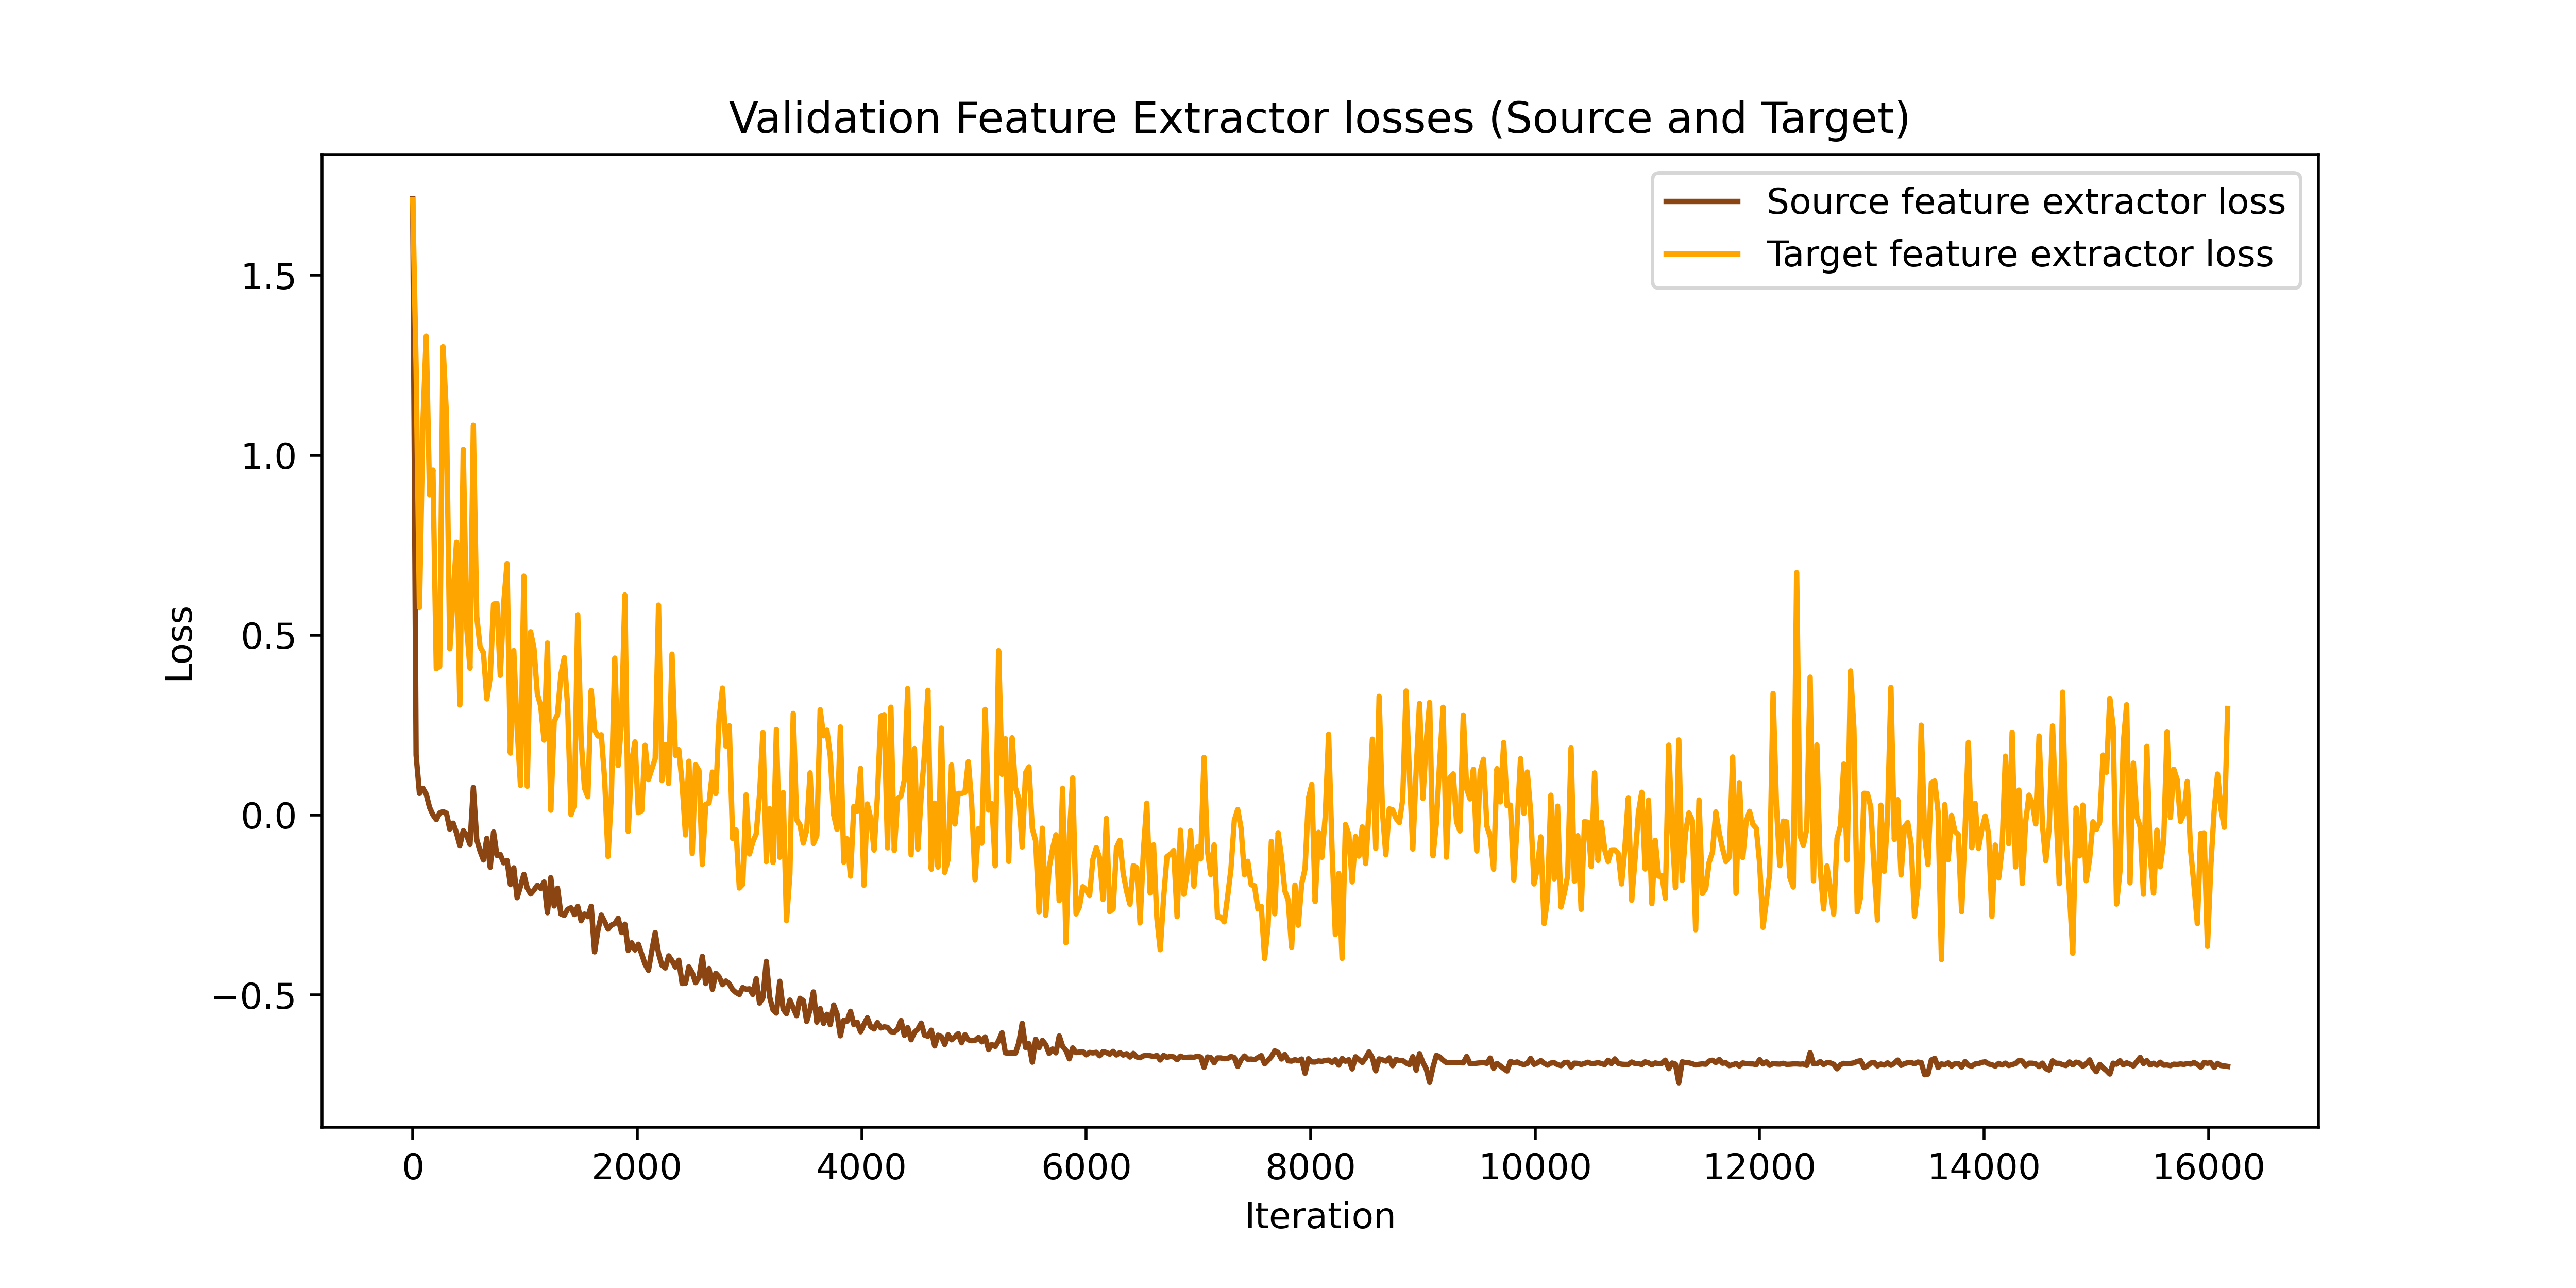 Validation Feature Extractor losses (Source and Target)
Source feature extractor loss
Target feature extractor loss
Loss
1.5
1.0
0.5
0.0
−0.5
0 2000 4000 6000 8000 10000 12000 14000 16000
Iteration